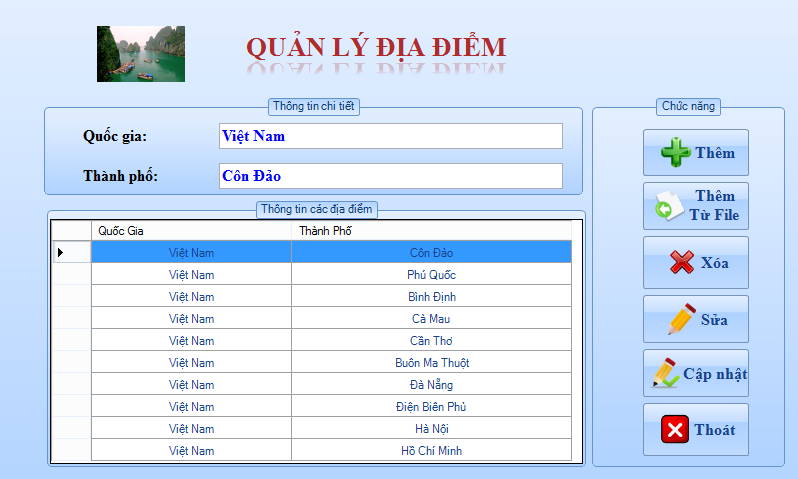 QUẢN LÝ ĐỊA ĐIỂM
Thông tin chi tiết
Quốc gia: Việt Nam
Thành phố: Côn Đảo
Thông tin các địa điểm
Quốc Gia Thành Phố
Việt Nam Côn Đảo
Việt Nam Phú Quốc
Việt Nam Bình Định
Việt Nam Cà Mau
Việt Nam Cần Thơ
Việt Nam Buôn Ma Thuột
Việt Nam Đà Nẵng
Việt Nam Điện Biên Phủ
Việt Nam Hà Nội
Việt Nam Hồ Chí Minh
Chức năng
Thêm
Thêm
Từ File
Xóa
Sửa
Cập nhật
Thoát